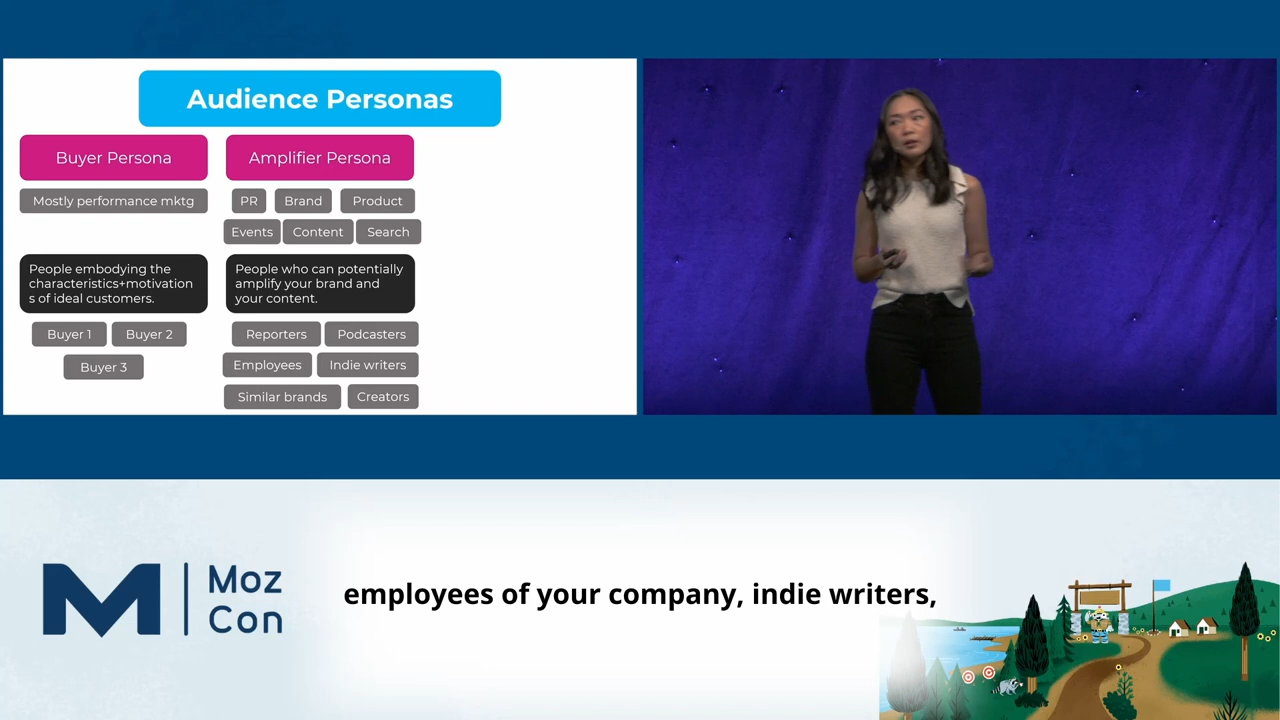 Audience Personas
Buyer Persona
Mostly performance mktg
People embodying the
characteristics+motivation
s of ideal customers.
Buyer 1
Buyer 2
Buyer 3
Amplifier Persona
PR
Brand
Product
Events
Content
Search
People who can potentially
amplify your brand and
your content.
Reporters
Podcasters
Employees
Indie writers
Similar brands
Creators
M
Moz
Con
employees of your company, indie writers,